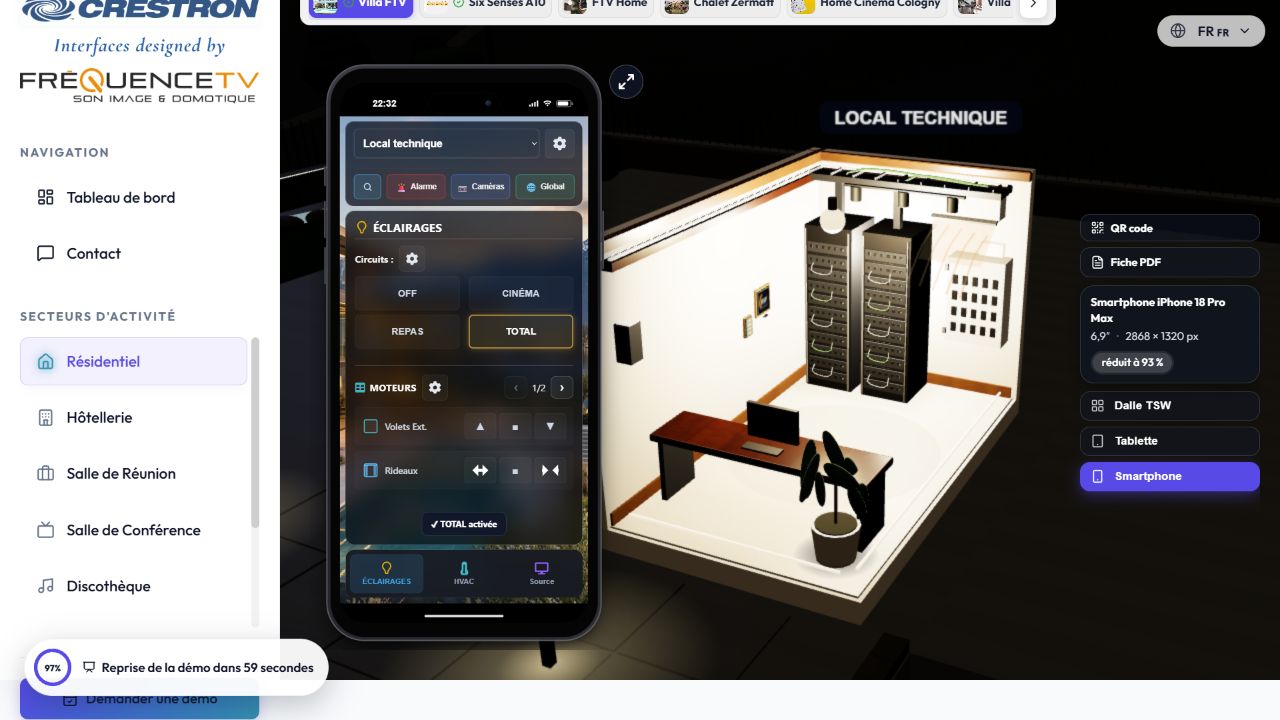 CRESTRON
Interfaces designed by
FRÉQUENCETV
SON IMAGE & DOMOTIQUE
NAVIGATION
Tableau de bord
Contact
SECTEURS D'ACTIVITÉ
Résidentiel
Hôtellerie
Salle de Réunion
Salle de Conférence
Discothèque
97%
Reprise de la démo dans 59 secondes
Demander une démo
Villa FTV
Six Senses A10
FTV Home
Chalet Zermatt
Home Cinema Cologny
Villa
FR FR
22:32
Local technique
Alarme
Caméras
Global
ÉCLAIRAGES
Circuits :
OFF
CINÉMA
REPAS
TOTAL
MOTEURS
1/2
Volets Ext.
Rideaux
✓ TOTAL activée
ÉCLAIRAGES
HVAC
Source
LOCAL TECHNIQUE
QR code
Fiche PDF
Smartphone iPhone 18 Pro
Max
6,9" · 2868 × 1320 px
réduit à 93 %
Dalle TSW
Tablette
Smartphone